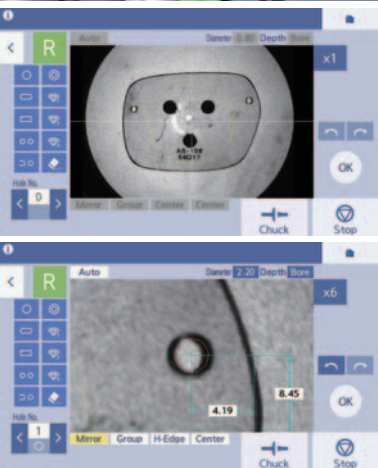 R
Auto
Diameter 0.80 Depth Bore
x1
AS-108
54□17
OK
Hole No.
0
Mirror Group Center Center
Chuck
Stop
R
Auto
Diameter 2.20 Depth Bore
x6
4.19
8.45
OK
Hole No.
1
Mirror Group H-Edge Center
Chuck
Stop